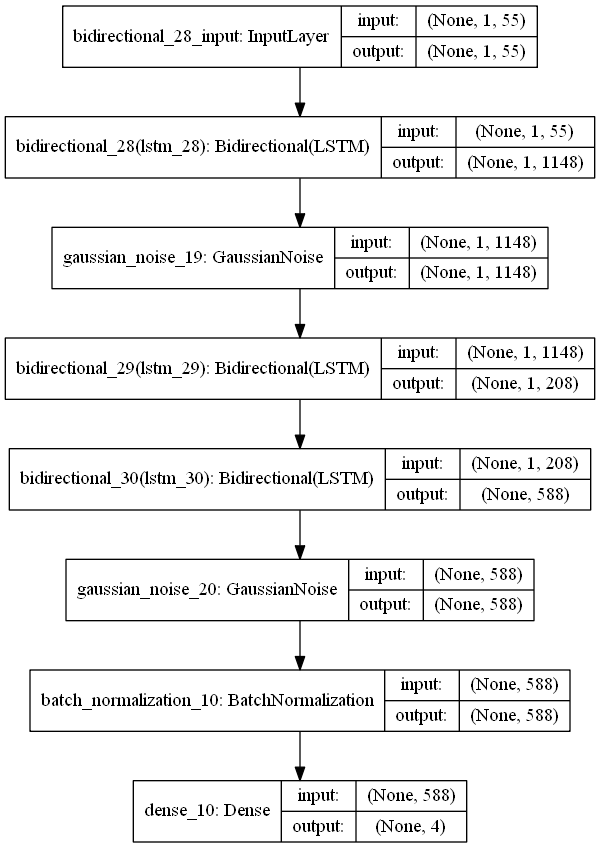 bidirectional_28_input: InputLayer
input: (None, 1, 55)
output: (None, 1, 55)
bidirectional_28(lstm_28): Bidirectional(LSTM)
input: (None, 1, 55)
output: (None, 1, 1148)
gaussian_noise_19: GaussianNoise
input: (None, 1, 1148)
output: (None, 1, 1148)
bidirectional_29(lstm_29): Bidirectional(LSTM)
input: (None, 1, 1148)
output: (None, 1, 208)
bidirectional_30(lstm_30): Bidirectional(LSTM)
input: (None, 1, 208)
output: (None, 588)
gaussian_noise_20: GaussianNoise
input: (None, 588)
output: (None, 588)
batch_normalization_10: BatchNormalization
input: (None, 588)
output: (None, 588)
dense_10: Dense
input: (None, 588)
output: (None, 4)